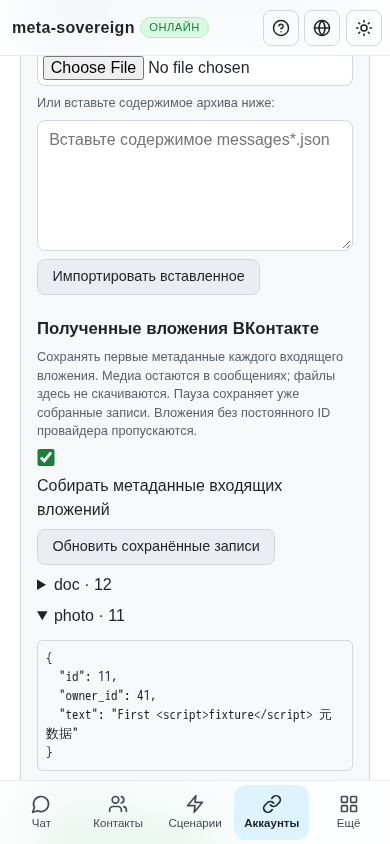 meta-sovereign ОНЛАЙН
Choose File No file chosen
Или вставьте содержимое архива ниже:
Вставьте содержимое messages*.json
Импортировать вставленное
Полученные вложения ВКонтакте
Сохранять первые метаданные каждого входящего
вложения. Медиа остаются в сообщениях; файлы
здесь не скачиваются. Пауза сохраняет уже
собранные записи. Вложения без постоянного ID
провайдера пропускаются.
Собирать метаданные входящих
вложений
Обновить сохранённые записи
doc · 12
photo · 11
{
"id": 11,
"owner_id": 41,
"text": "First <script>fixture</script> 元
数据"
}
Чат Контакты Сценарии Аккаунты Ещё